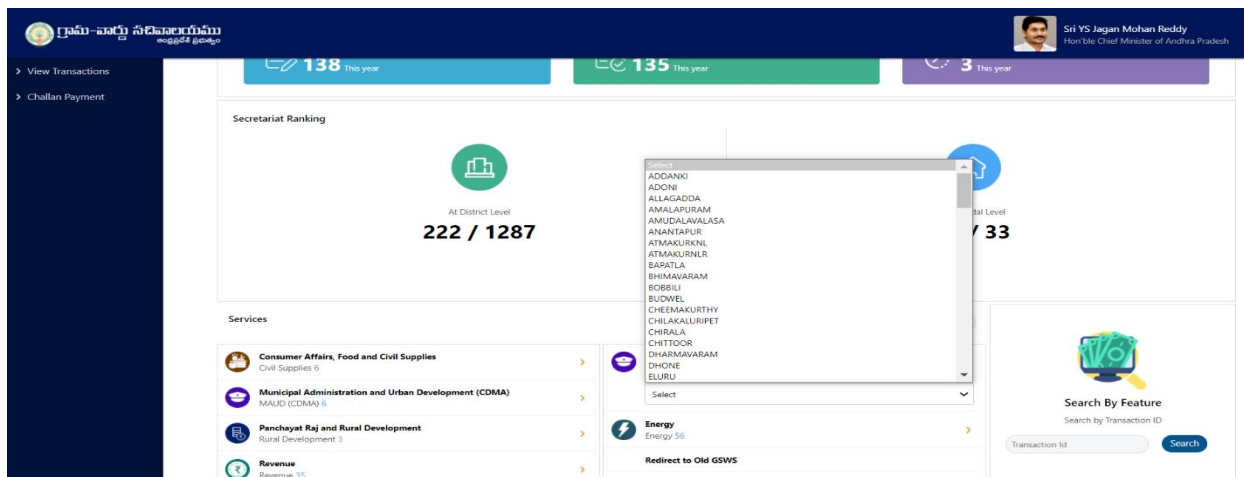 గ్రామ-వార్డు సచివాలయము
ఆంధ్రప్రదేశ్ ప్రభుత్వం
Sri YS Jagan Mohan Reddy
Hon'ble Chief Minister of Andhra Pradesh
> View Transactions
> Challan Payment
138 This year
135 This year
3 This year
Secretariat Ranking
At District Level
222 / 1287
dal Level
/ 33
Select
ADDANKI
ADONI
ALLAGADDA
AMALAPURAM
AMUDALAVALASA
ANANTAPUR
ATMAKURKNL
ATMAKURNLR
BAPATLA
BHIMAVARAM
BOBBILI
BUDWEL
CHEEMAKURTHY
CHILAKALURIPET
CHIRALA
CHITTOOR
DHARMAVARAM
DHONE
ELURU
Select
Services
Consumer Affairs, Food and Civil Supplies
Civil Supplies 6
Municipal Administration and Urban Development (CDMA)
MAUD (CDMA) 6
Panchayat Raj and Rural Development
Rural Development 3
Revenue
Revenue 35
Energy
Energy 56
Redirect to Old GSWS
Search By Feature
Search by Transaction ID
Transaction Id
Search